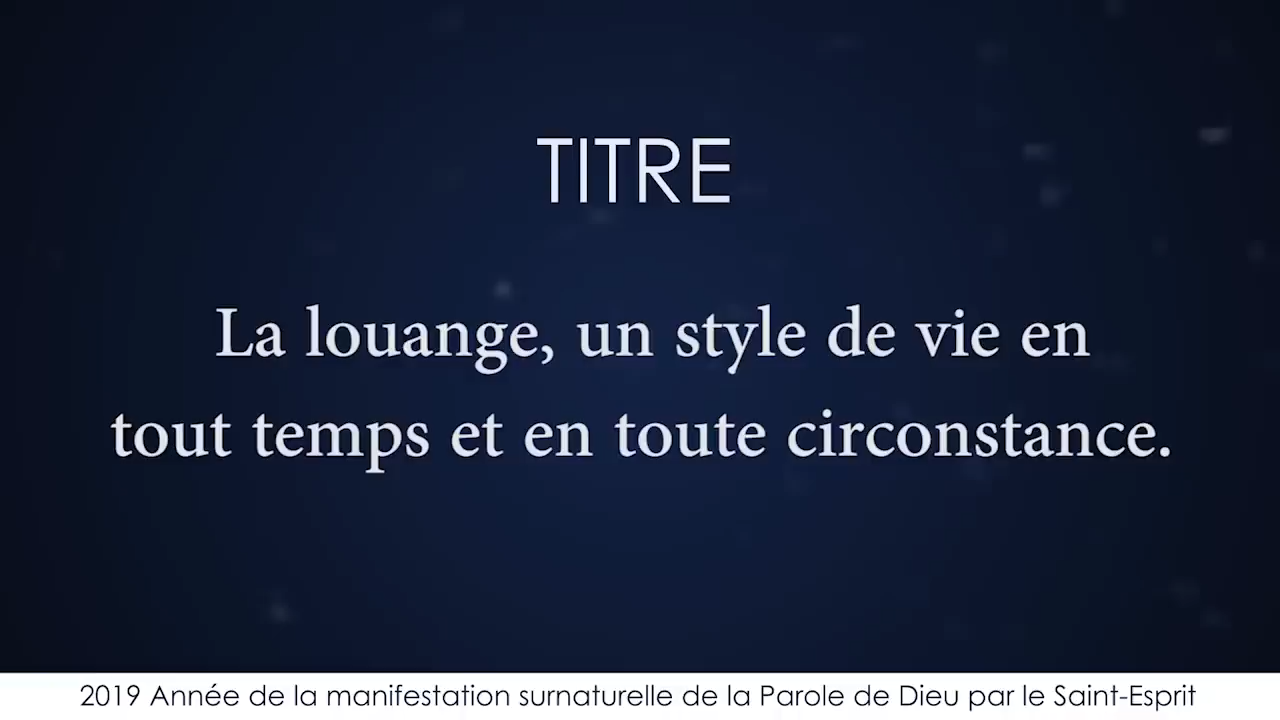 TITRE
La louange, un style de vie en
tout temps et en toute circonstance.
2019 Année de la manifestation surnaturelle de la Parole de Dieu par le Saint-Esprit